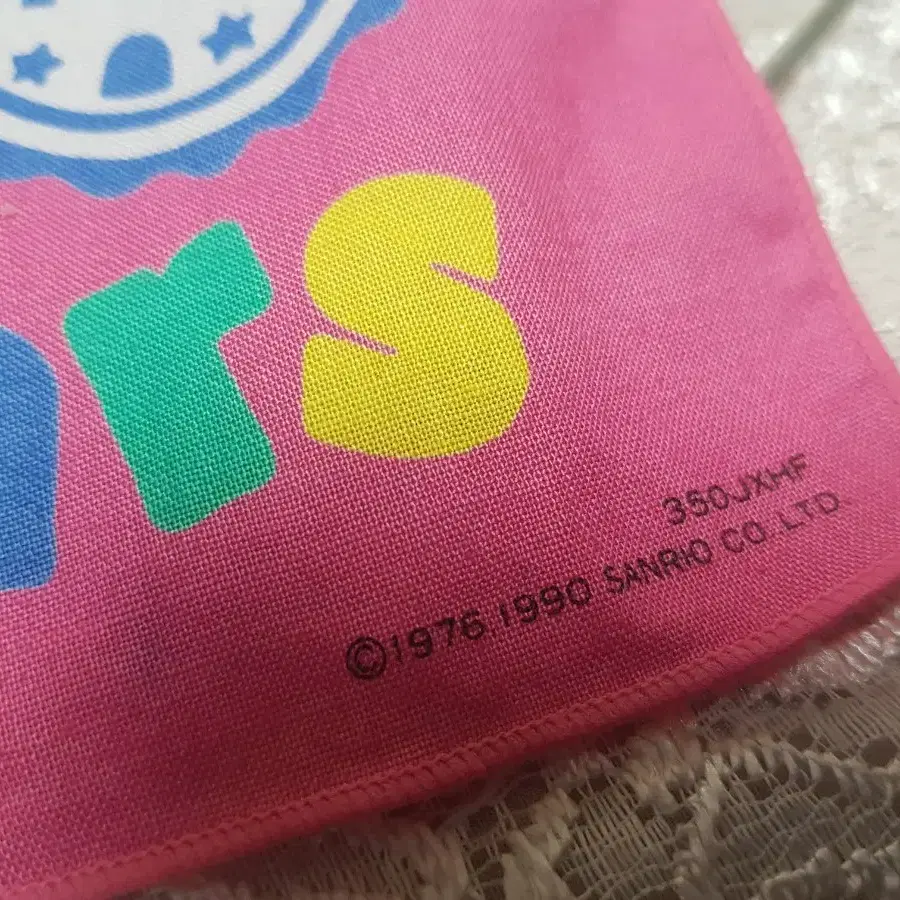 rs
350JXHF
©1976.1990 SANRIO CO.LTD.